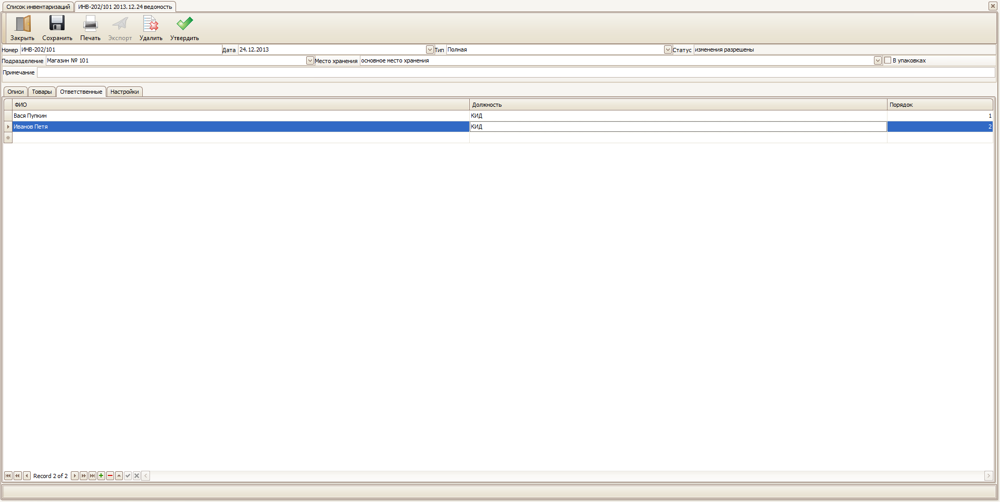 Список инвентаризаций ИНВ-202/101 2013.12.24 ведомость
Закрыть Сохранить Печать Экспорт Удалить Утвердить
Номер ИНВ-202/101 Дата 24.12.2013 Тип Полная Статус изменения разрешены
Подразделение Магазин № 101 Место хранения основное место хранения В упаковках
Примечание
Описи Товары Ответственные Настройки
ФИО Должность Порядок
Вася Пупкин КИД 1
Иванов Петя КИД 2
Record 2 of 2